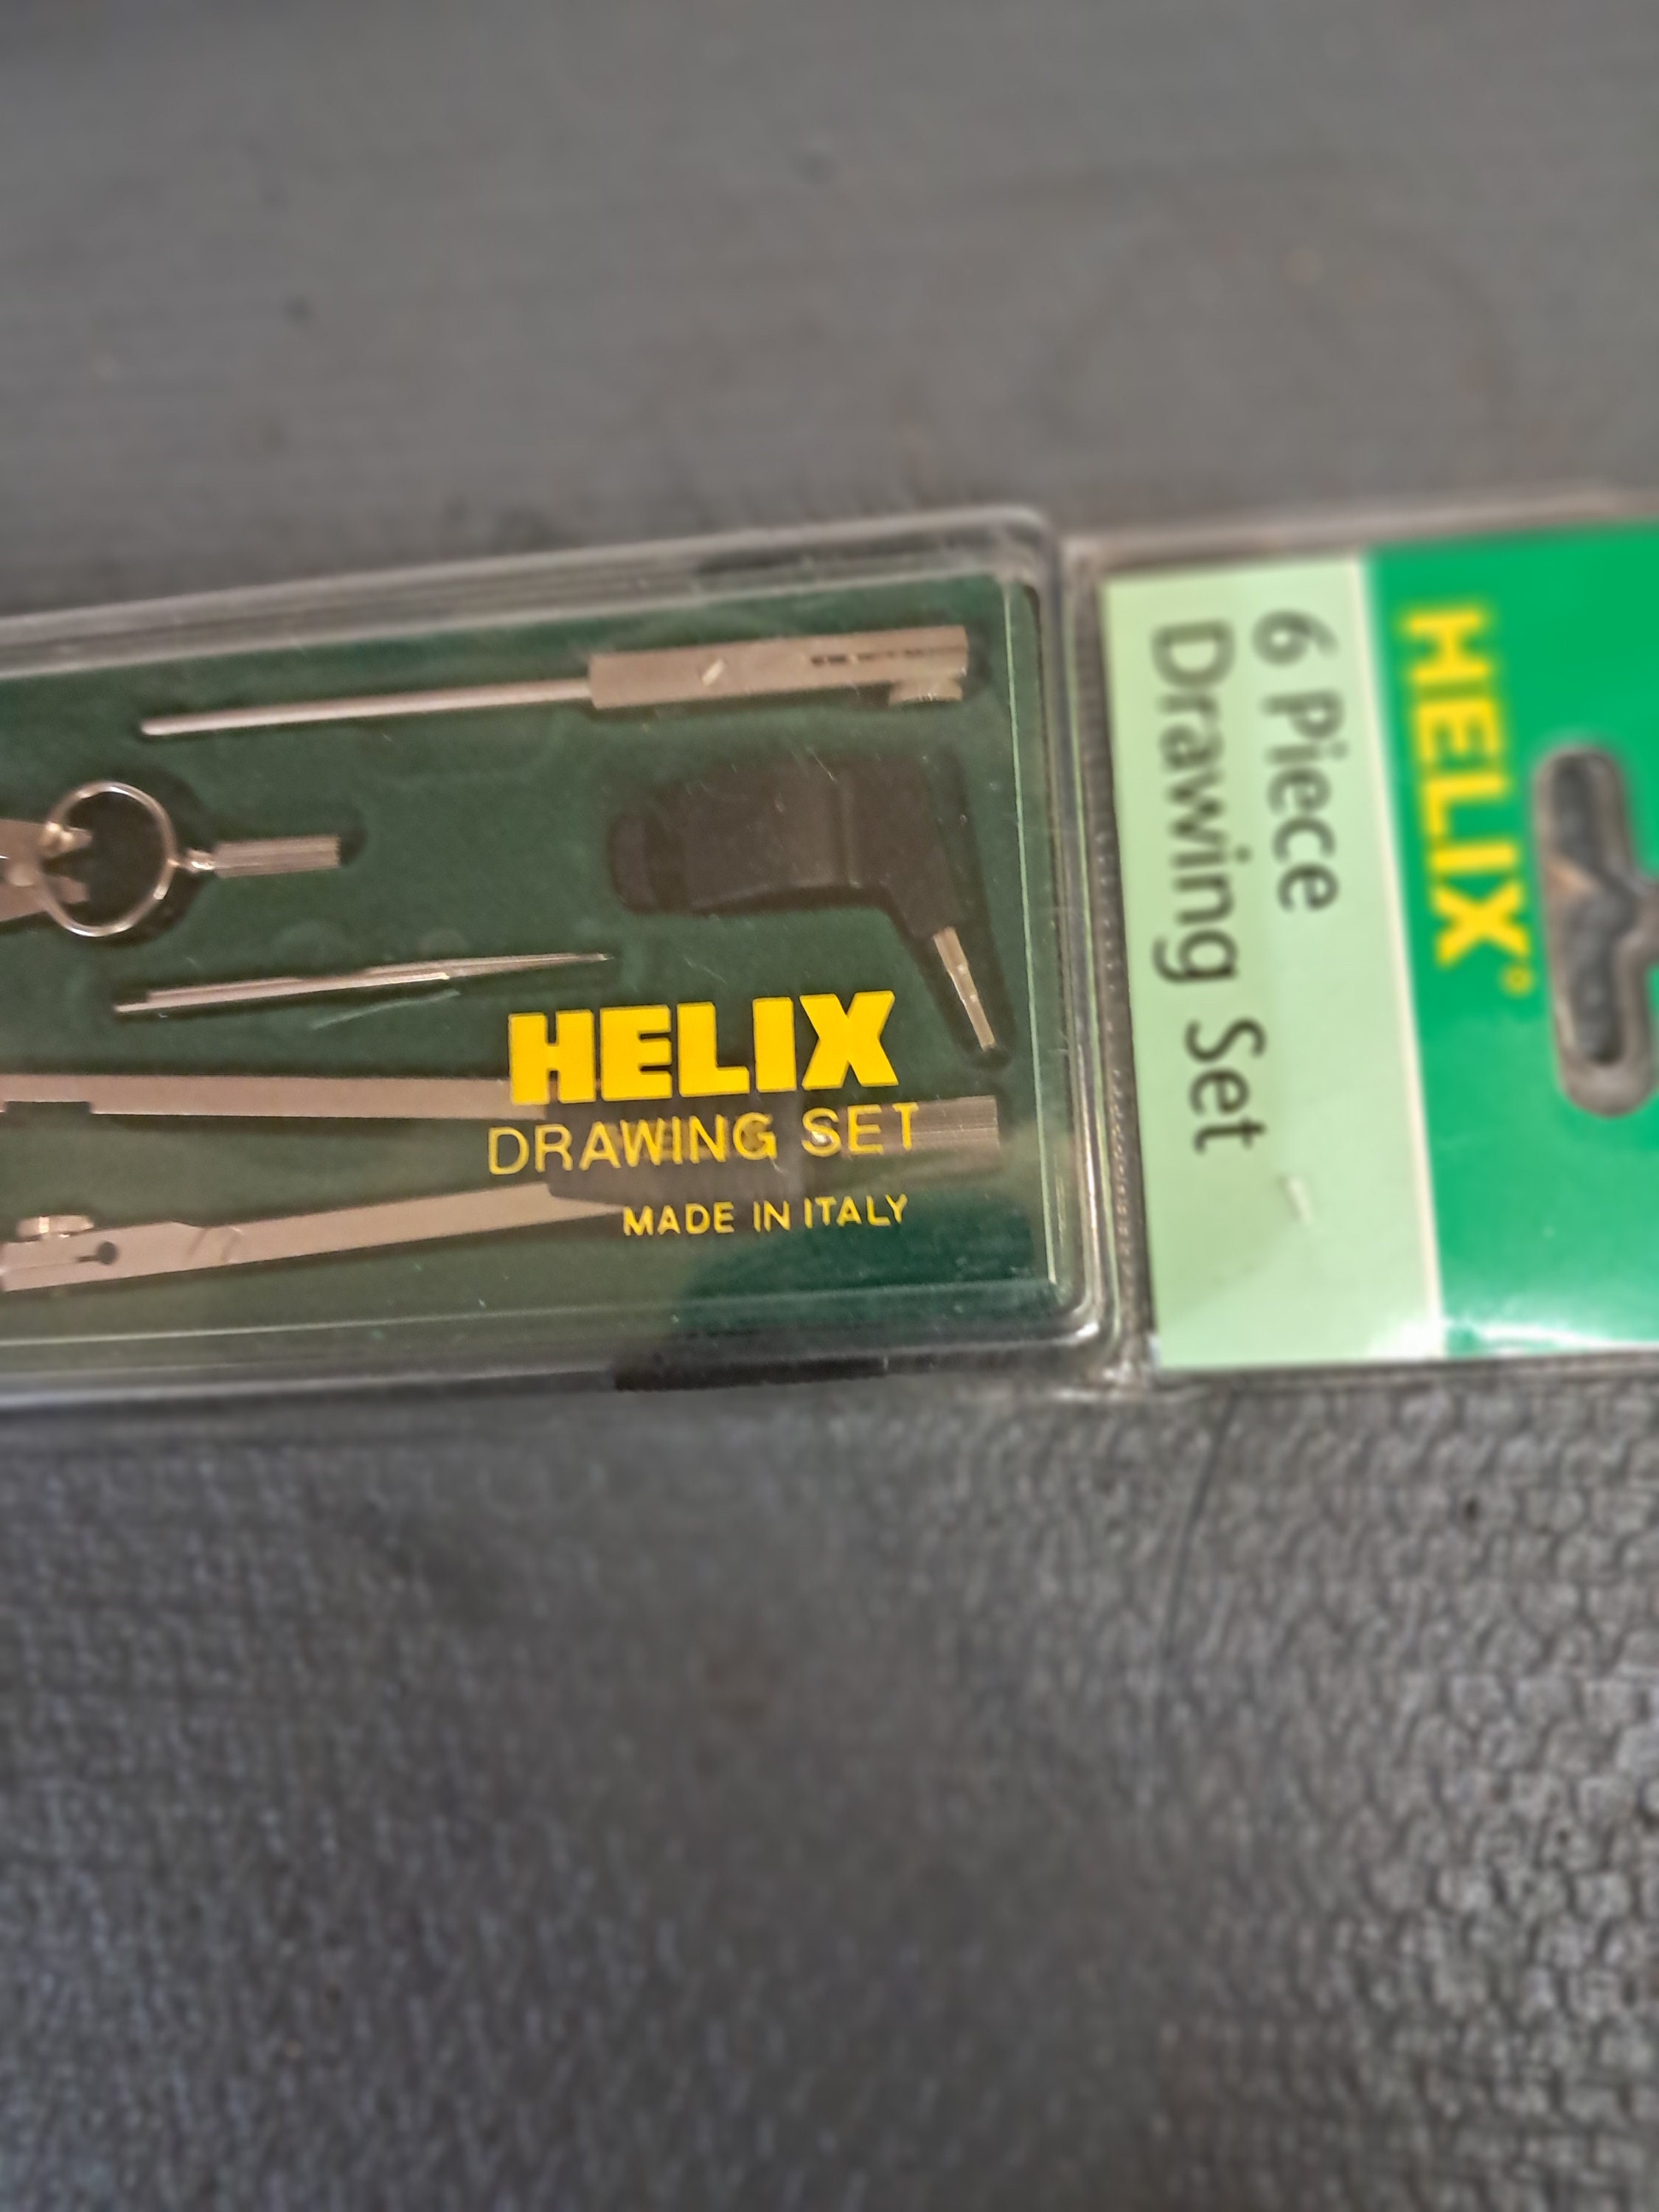 HELIX
DRAWING SET
MADE IN ITALY
HELIX®
6 Piece
Drawing Set